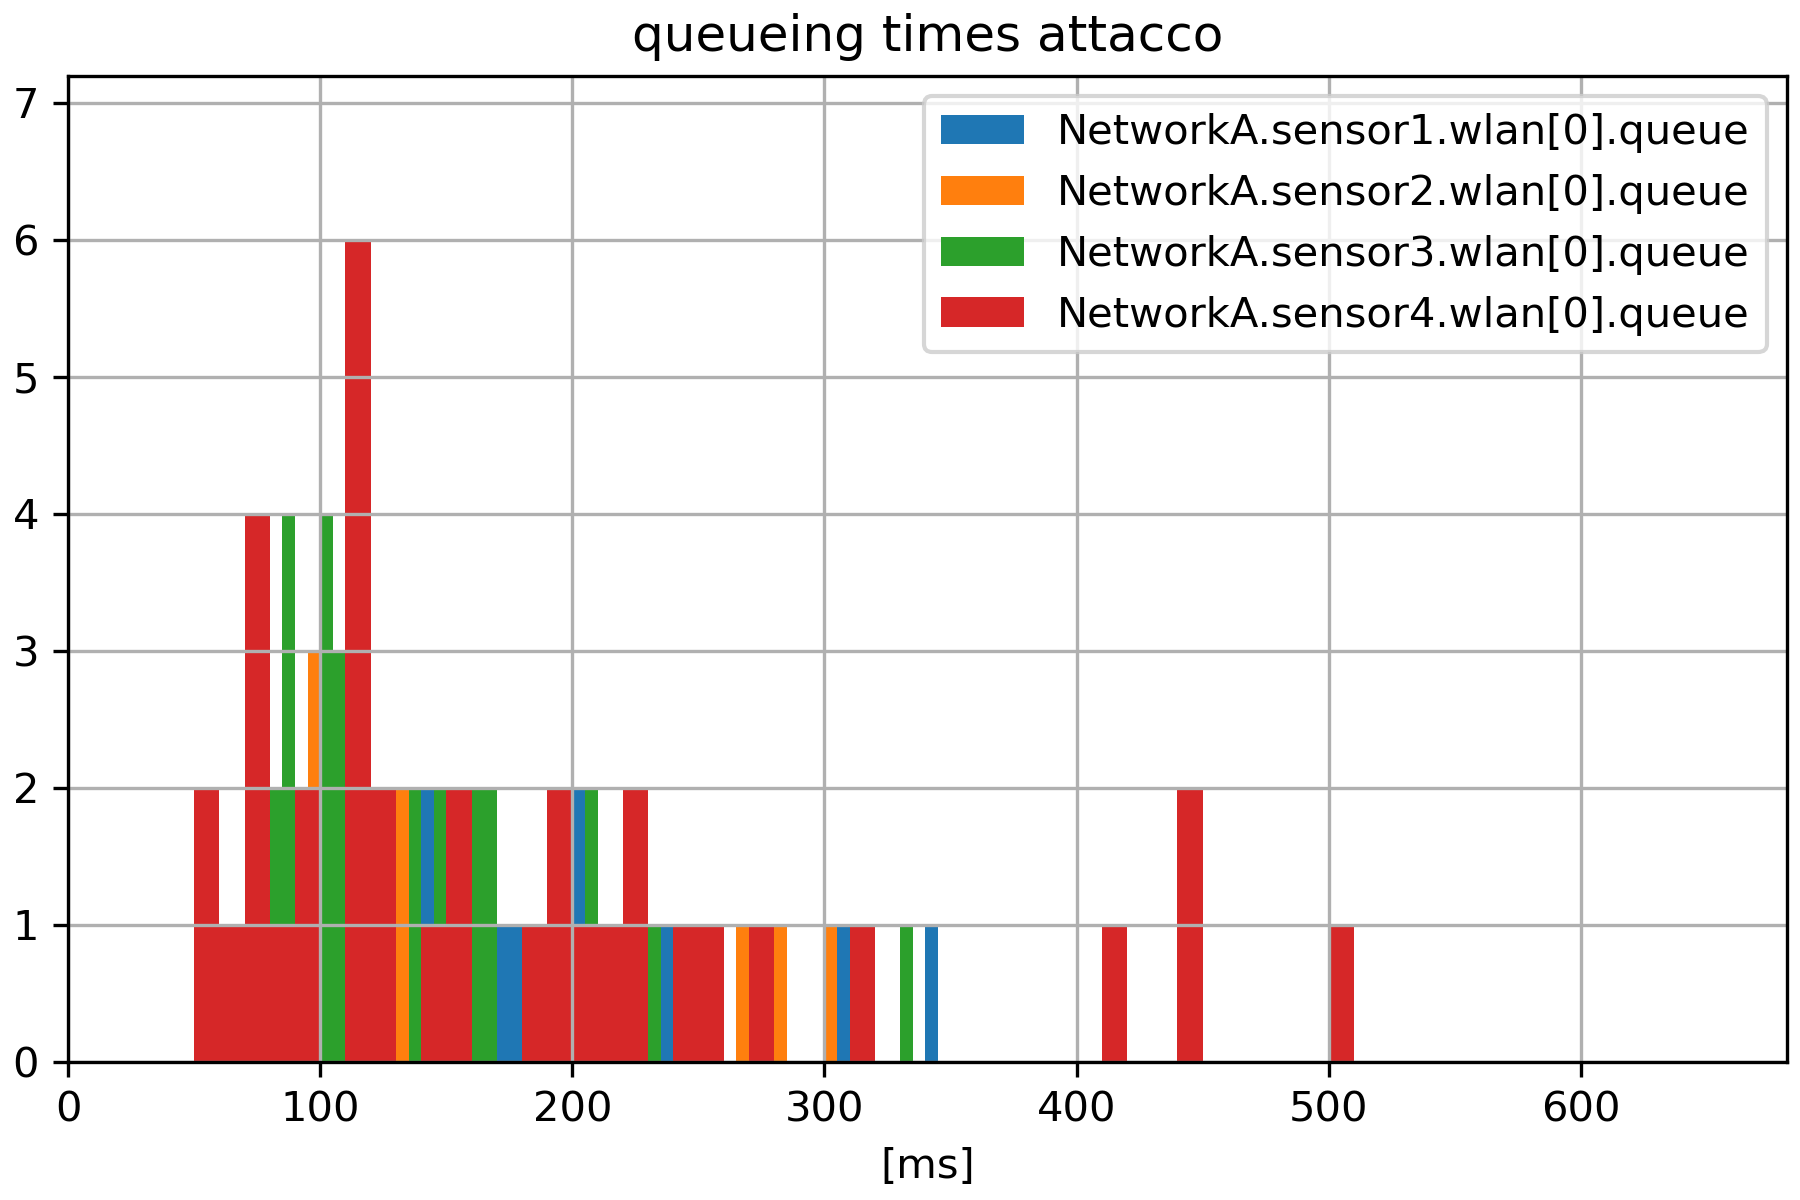 queueing times attacco
7
6
5
4
3
2
1
0
NetworkA.sensor1.wlan[0].queue
NetworkA.sensor2.wlan[0].queue
NetworkA.sensor3.wlan[0].queue
NetworkA.sensor4.wlan[0].queue
0 100 200 300 400 500 600
[ms]